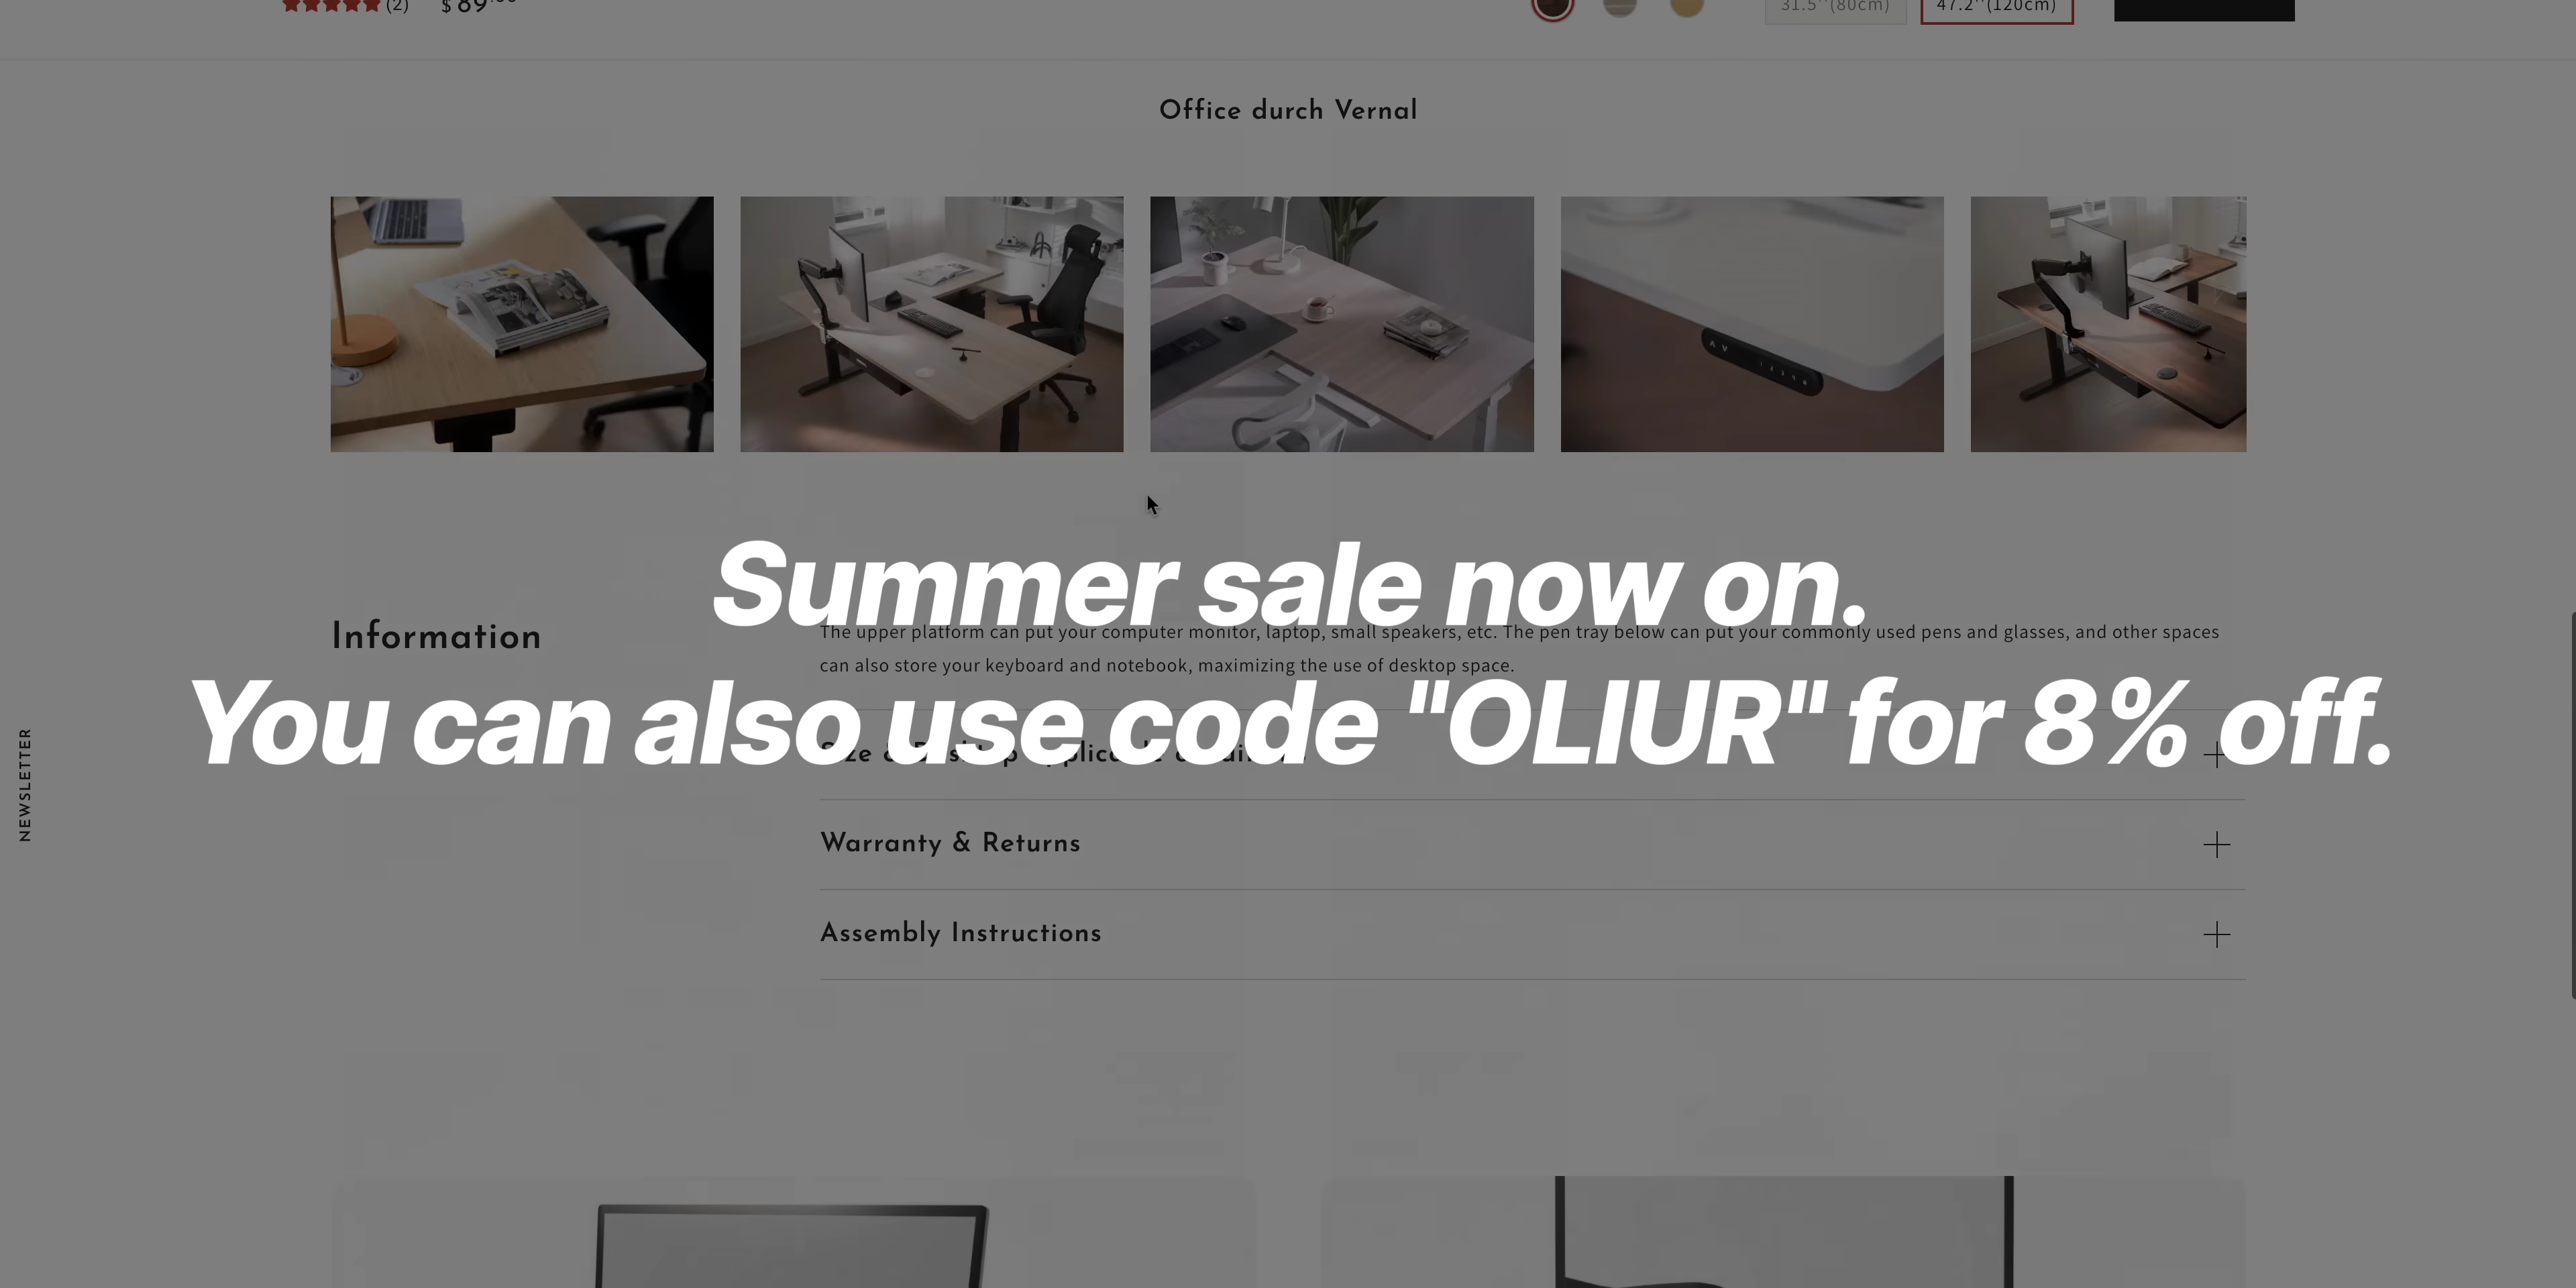 (2) $89
31.5''(80cm) 47.2''(120cm)
Office durch Vernal
Summer sale now on.
Information
The upper platform can put your computer monitor, laptop, small speakers, etc. The pen tray below can put your commonly used pens and glasses, and other spaces
can also store your keyboard and notebook, maximizing the use of desktop space.
You can also use code "OLIUR" for 8% off.
NEWSLETTER
Warranty & Returns
Assembly Instructions